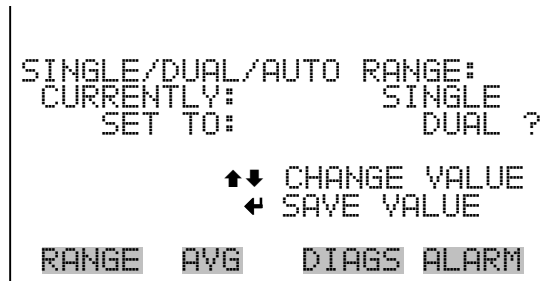 SINGLE/DUAL/AUTO RANGE:
CURRENTLY: SINGLE
SET TO: DUAL ?
↑↓ CHANGE VALUE
↵ SAVE VALUE
RANGE AVG DIAGS ALARM